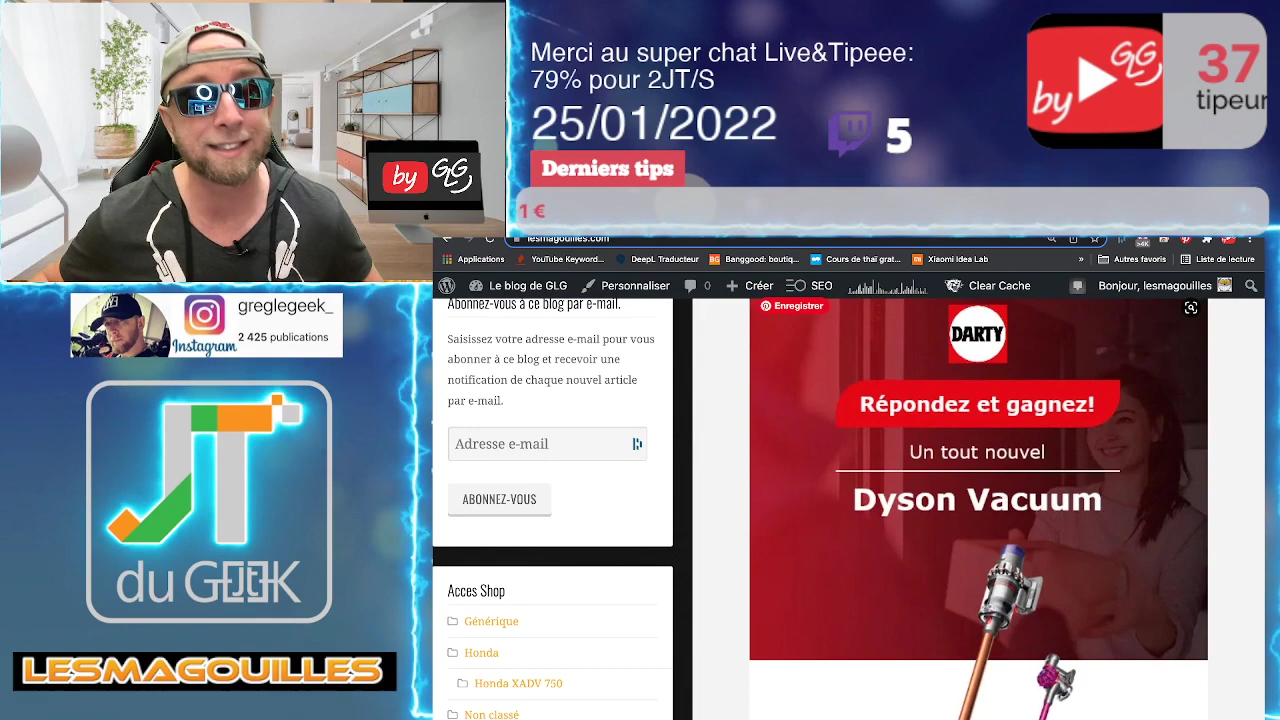 by GLG
Merci au super chat Live&Tipeee:
79% pour 2JT/S
25/01/2022
5
Derniers tips
1 €
by GLG
37
tipeur
greglegeek_
Instagram
2 425 publications
JT
du GEEK
LESMAGOUILLES
lesmagouilles.com
Applications
YouTube Keyword...
DeepL Traducteur
Banggood: boutiq...
Cours de thaï grat...
Xiaomi Idea Lab
»
Autres favoris
Liste de lecture
Le blog de GLG
Personnaliser
0
Créer
SEO
Clear Cache
Bonjour, lesmagouilles
Abonnez-vous à ce blog par e-mail.
Saisissez votre adresse e-mail pour vous
abonner à ce blog et recevoir une
notification de chaque nouvel article
par e-mail.
Adresse e-mail
ABONNEZ-VOUS
Acces Shop
Générique
Honda
Honda XADV 750
Non classé
Enregistrer
DARTY
Répondez et gagnez!
Un tout nouvel
Dyson Vacuum